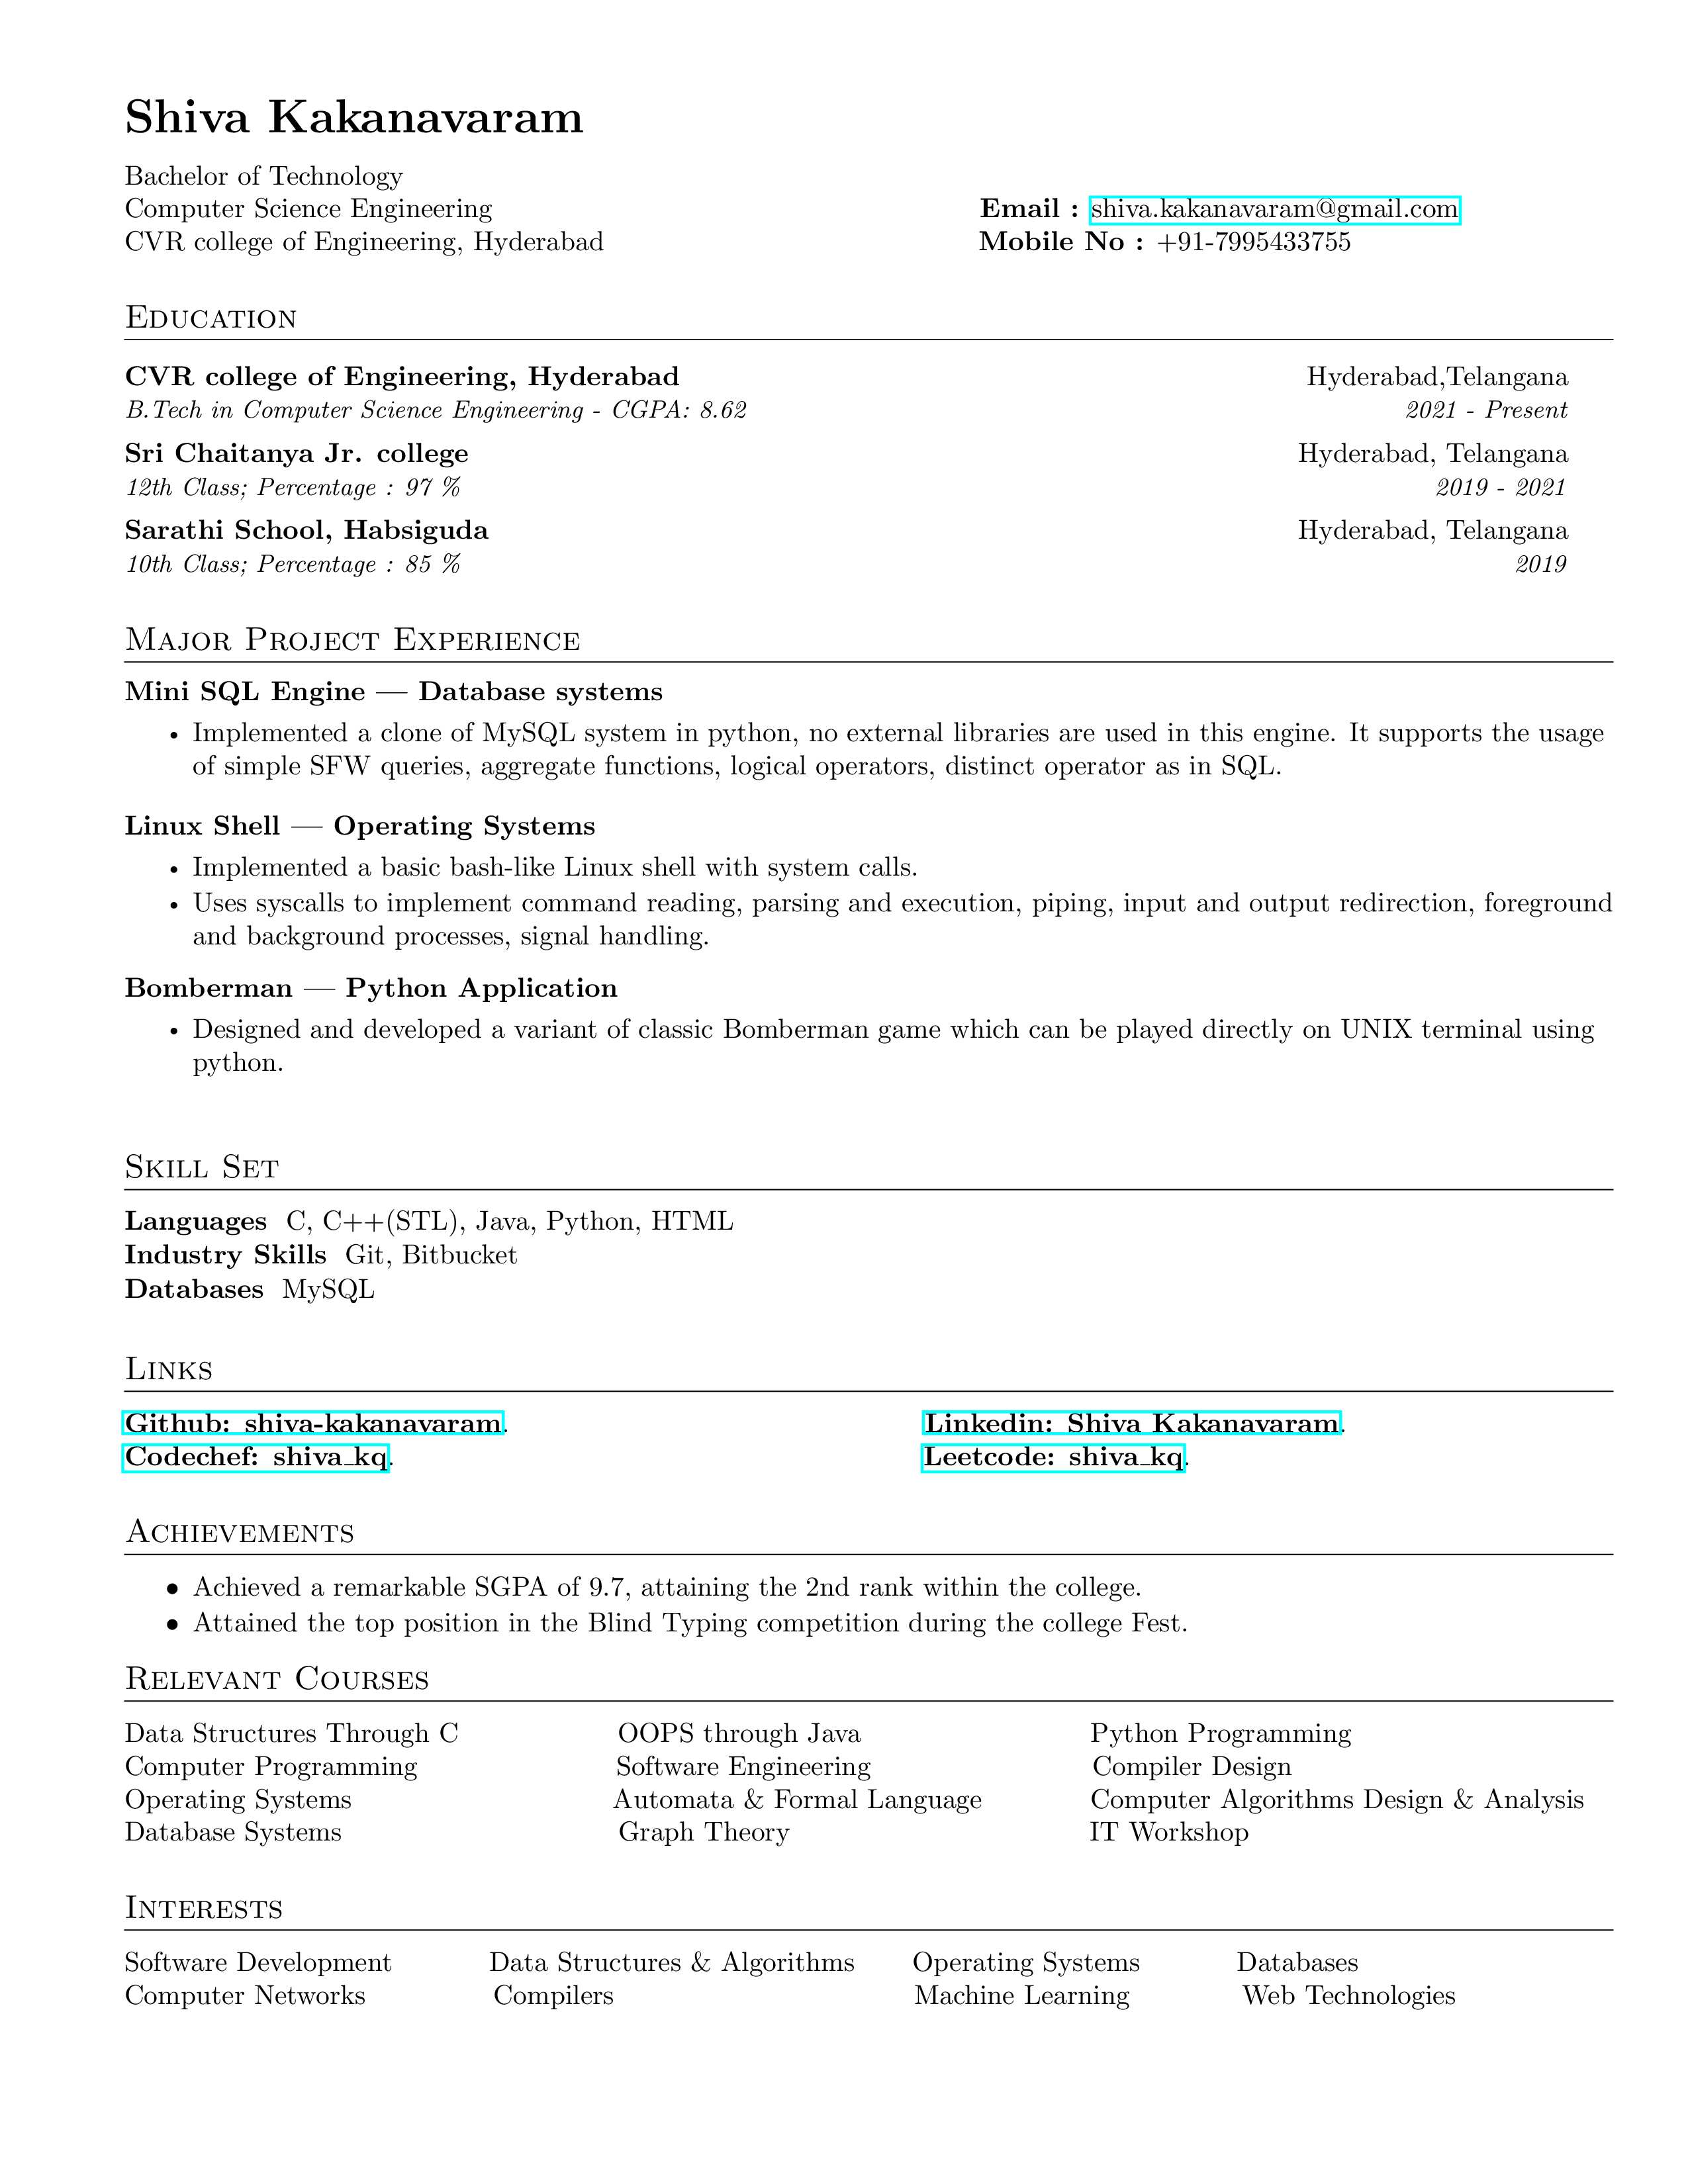 Shiva Kakanavaram
Bachelor of Technology
Computer Science Engineering Email : shiva.kakanavaram@gmail.com
CVR college of Engineering, Hyderabad Mobile No : +91-7995433755
Education
CVR college of Engineering, Hyderabad Hyderabad,Telangana
B.Tech in Computer Science Engineering - CGPA: 8.62 2021 - Present
Sri Chaitanya Jr. college Hyderabad, Telangana
12th Class; Percentage : 97 % 2019 - 2021
Sarathi School, Habsiguda Hyderabad, Telangana
10th Class; Percentage : 85 % 2019
Major Project Experience
Mini SQL Engine — Database systems
• Implemented a clone of MySQL system in python, no external libraries are used in this engine. It supports the usage
of simple SFW queries, aggregate functions, logical operators, distinct operator as in SQL.
Linux Shell — Operating Systems
• Implemented a basic bash-like Linux shell with system calls.
• Uses syscalls to implement command reading, parsing and execution, piping, input and output redirection, foreground
and background processes, signal handling.
Bomberman — Python Application
• Designed and developed a variant of classic Bomberman game which can be played directly on UNIX terminal using
python.
Skill Set
Languages C, C++(STL), Java, Python, HTML
Industry Skills Git, Bitbucket
Databases MySQL
Links
Github: shiva-kakanavaram. Linkedin: Shiva Kakanavaram.
Codechef: shiva_kq. Leetcode: shiva_kq.
Achievements
• Achieved a remarkable SGPA of 9.7, attaining the 2nd rank within the college.
• Attained the top position in the Blind Typing competition during the college Fest.
Relevant Courses
Data Structures Through C OOPS through Java Python Programming
Computer Programming Software Engineering Compiler Design
Operating Systems Automata & Formal Language Computer Algorithms Design & Analysis
Database Systems Graph Theory IT Workshop
Interests
Software Development Data Structures & Algorithms Operating Systems Databases
Computer Networks Compilers Machine Learning Web Technologies